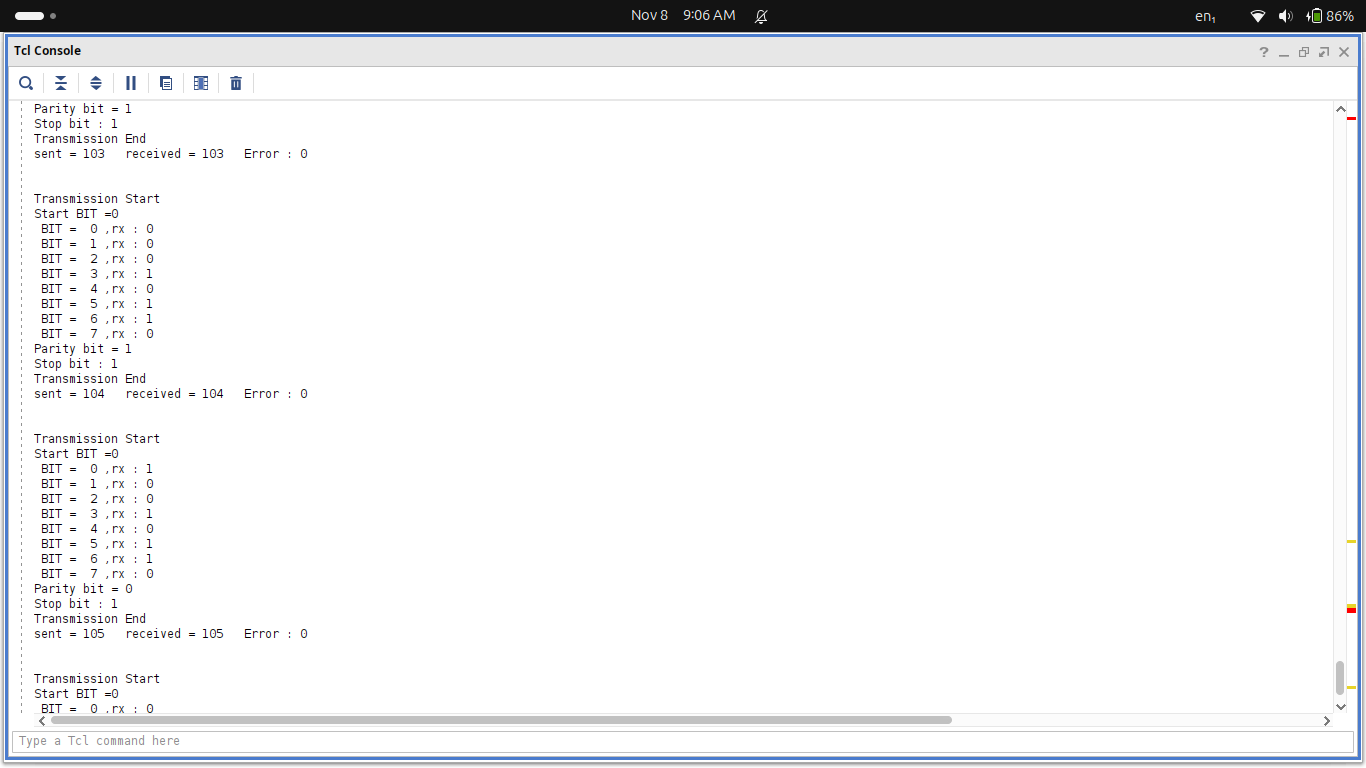 Nov 8 9:06 AM
en₁
86%
Tcl Console
Parity bit = 1
Stop bit : 1
Transmission End
sent = 103 received = 103 Error : 0
Transmission Start
Start BIT =0
BIT = 0 ,rx : 0
BIT = 1 ,rx : 0
BIT = 2 ,rx : 0
BIT = 3 ,rx : 1
BIT = 4 ,rx : 0
BIT = 5 ,rx : 1
BIT = 6 ,rx : 1
BIT = 7 ,rx : 0
Parity bit = 1
Stop bit : 1
Transmission End
sent = 104 received = 104 Error : 0
Transmission Start
Start BIT =0
BIT = 0 ,rx : 1
BIT = 1 ,rx : 0
BIT = 2 ,rx : 0
BIT = 3 ,rx : 1
BIT = 4 ,rx : 0
BIT = 5 ,rx : 1
BIT = 6 ,rx : 1
BIT = 7 ,rx : 0
Parity bit = 0
Stop bit : 1
Transmission End
sent = 105 received = 105 Error : 0
Transmission Start
Start BIT =0
BIT = 0 ,rx : 0
Type a Tcl command here